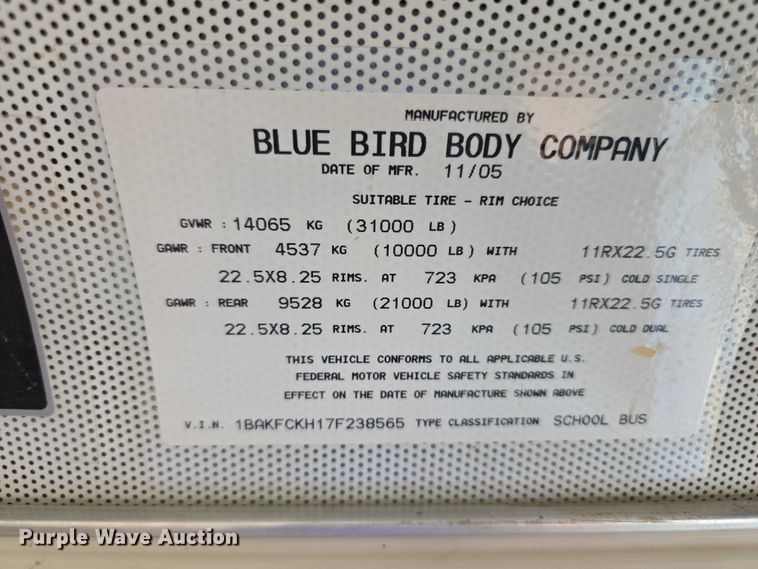 MANUFACTURED BY
BLUE BIRD BODY COMPANY
DATE OF MFR. 11/05
SUITABLE TIRE - RIM CHOICE
GVWR : 14065 KG (31000 LB)
GAWR : FRONT 4537 KG (10000 LB) WITH 11RX22.5G TIRES
22.5X8.25 RIMS. AT 723 KPA (105 PSI) COLD SINGLE
GAWR : REAR 9528 KG (21000 LB) WITH 11RX22.5G TIRES
22.5X8.25 RIMS. AT 723 KPA (105 PSI) COLD DUAL
THIS VEHICLE CONFORMS TO ALL APPLICABLE U.S.
FEDERAL MOTOR VEHICLE SAFETY STANDARDS IN
EFFECT ON THE DATE OF MANUFACTURE SHOWN ABOVE
V.I.N. 1BAKFCKH17F238565 TYPE CLASSIFICATION SCHOOL BUS
Purple Wave Auction